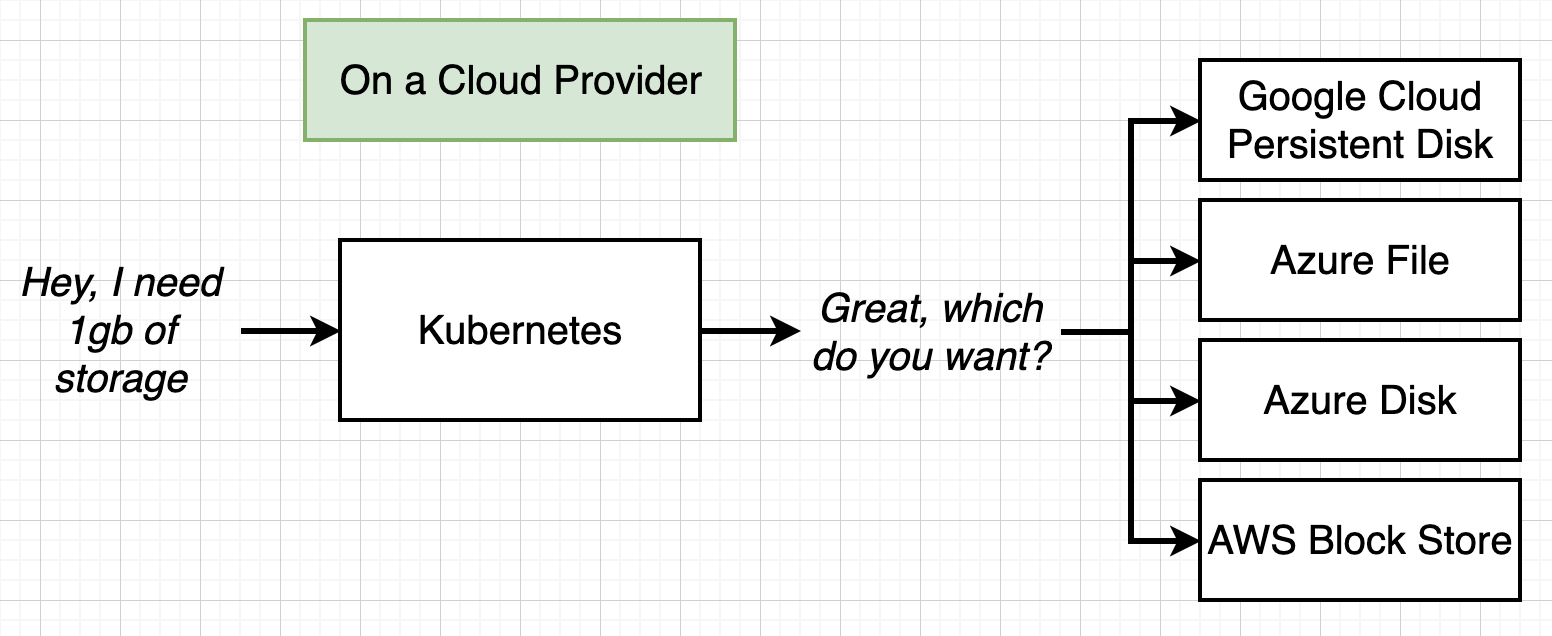 On a Cloud Provider
Hey, I need
1gb of
storage
Kubernetes
Great, which
do you want?
Google Cloud
Persistent Disk
Azure File
Azure Disk
AWS Block Store